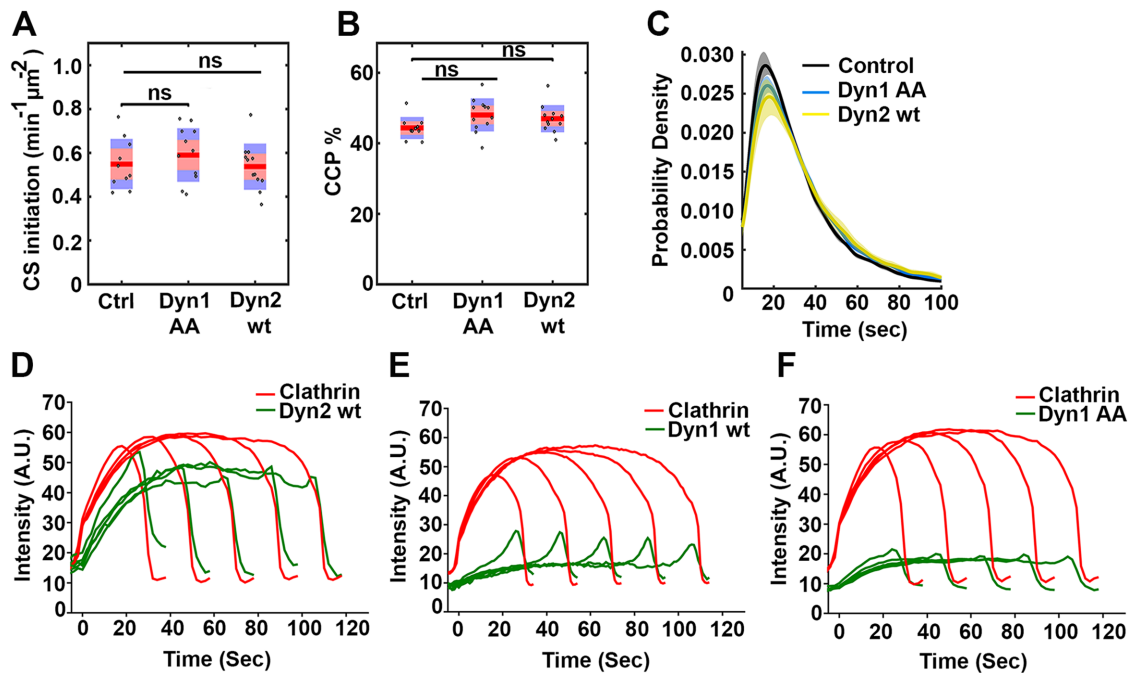 A
CS initiation (min-1μm-2)
1.0
0.8
0.6
0.4
0.2
0
ns
ns
Ctrl
Dyn1
AA
Dyn2
wt
B
CCP %
60
40
20
0
ns
ns
Ctrl
Dyn1
AA
Dyn2
wt
C
Probability Density
0.030
0.025
0.020
0.015
0.010
0.005
0
Control
Dyn1 AA
Dyn2 wt
20 40 60 80 100
Time (sec)
D
Clathrin
Dyn2 wt
Intensity (A.U.)
70
60
50
40
30
20
10
0
0 20 40 60 80 100 120
Time (Sec)
E
Clathrin
Dyn1 wt
Intensity (A.U.)
70
60
50
40
30
20
10
0
0 20 40 60 80 100 120
Time (Sec)
F
Clathrin
Dyn1 AA
Intensity (A.U.)
70
60
50
40
30
20
10
0
0 20 40 60 80 100 120
Time (Sec)